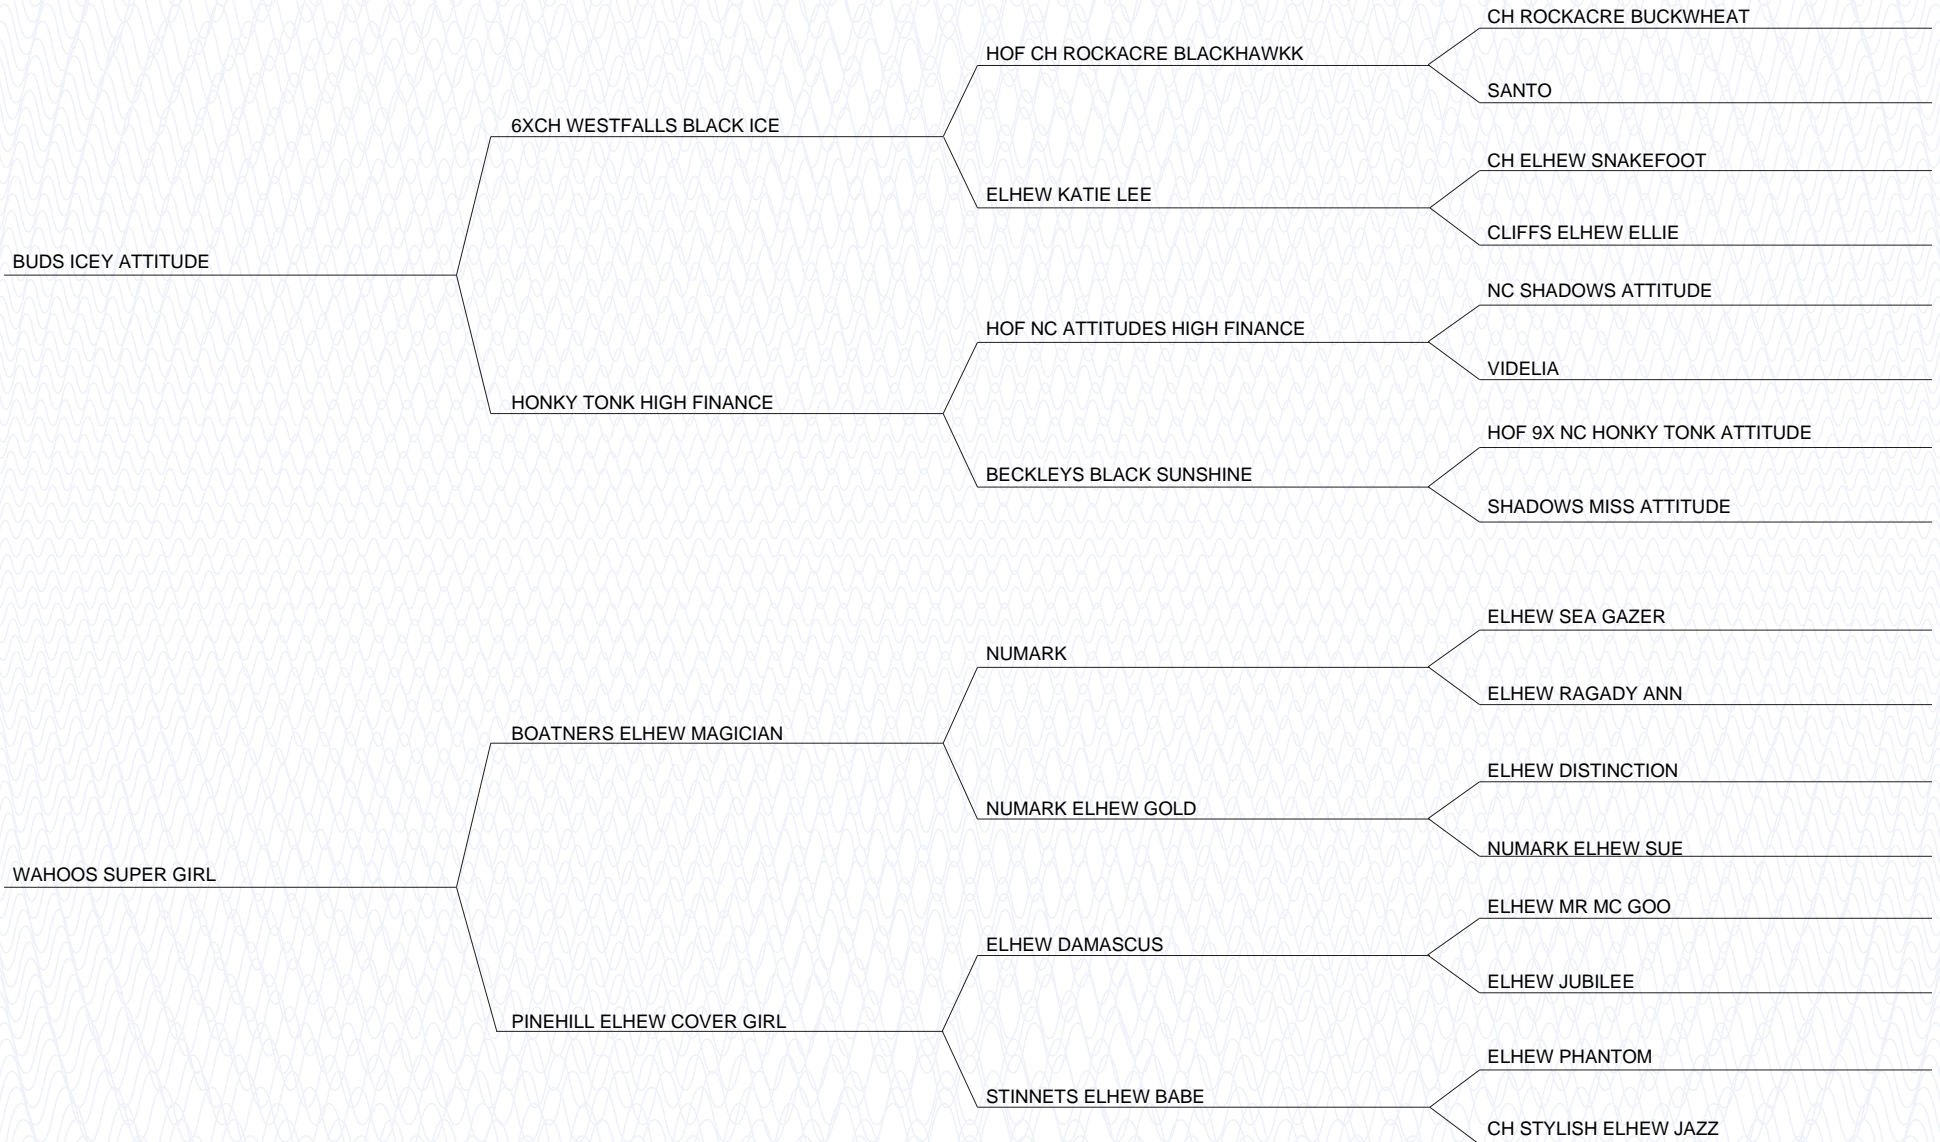 CH ROCKACRE BUCKWHEAT
HOF CH ROCKACRE BLACKHAWKK
SANTO
6XCH WESTFALLS BLACK ICE
CH ELHEW SNAKEFOOT
ELHEW KATIE LEE
CLIFFS ELHEW ELLIE
BUDS ICEY ATTITUDE
NC SHADOWS ATTITUDE
HOF NC ATTITUDES HIGH FINANCE
VIDELIA
HONKY TONK HIGH FINANCE
HOF 9X NC HONKY TONK ATTITUDE
BECKLEYS BLACK SUNSHINE
SHADOWS MISS ATTITUDE
ELHEW SEA GAZER
NUMARK
ELHEW RAGADY ANN
BOATNERS ELHEW MAGICIAN
ELHEW DISTINCTION
NUMARK ELHEW GOLD
NUMARK ELHEW SUE
WAHOOS SUPER GIRL
ELHEW MR MC GOO
ELHEW DAMASCUS
ELHEW JUBILEE
PINEHILL ELHEW COVER GIRL
ELHEW PHANTOM
STINNETS ELHEW BABE
CH STYLISH ELHEW JAZZ